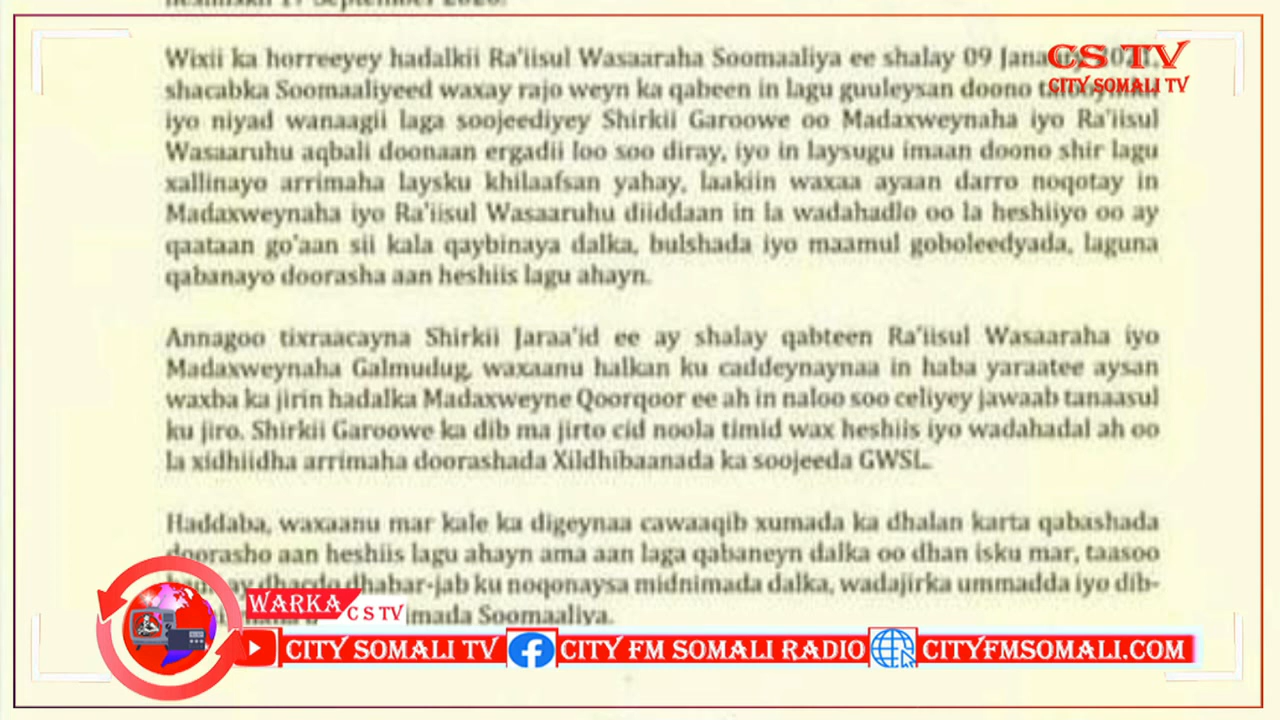 heshiiskii 17 September 2020.
Wixii ka horreeyey hadalkii Ra'iisul Wasaaraha Soomaaliya ee shalay 09 January 2021,
shacabka Soomaaliyeed waxay rajo weyn ka qabeen in lagu guuleysan doono
iyo niyad wanaagii laga soojeediyey Shirkii Garoowe oo Madaxweynaha iyo Ra'iisul
Wasaaruhu aqbali doonaan ergadii loo soo diray, iyo in laysugu imaan doono shir lagu
xallinayo arrimaha laysku khilaafsan yahay, laakiin waxaa ayaan darro noqotay in
Madaxweynaha iyo Ra'iisul Wasaaruhu diiddaan in la wadahadlo oo la heshiiyo oo ay
qaataan go'aan sii kala qaybinaya dalka, bulshada iyo maamul goboleedyada, laguna
qabanayo doorasha aan heshiis lagu ahayn.
Annagoo tixraacayna Shirkii Jaraa'id ee ay shalay qabteen Ra'iisul Wasaaraha iyo
Madaxweynaha Galmudug, waxaanu halkan ku caddeynaynaa in haba yaraatee aysan
waxba ka jirin hadalka Madaxweyne Qoorqoor ee ah in naloo soo celiyey jawaab tanaasul
ku jiro. Shirkii Garoowe ka dib ma jirto cid noola timid wax heshiis iyo wadahadal ah oo
la xidhiidha arrimaha doorashada Xildhibaanada ka soojeeda GWSL.
Haddaba, waxaanu mar kale ka digeynaa cawaaqib xumada ka dhalan karta qabashada
doorasho aan heshiis lagu ahayn ama aan laga qabaneyn dalka oo dhan isku mar, taasoo
dhabar-jab ku noqonaysa midnimada dalka, wadajirka ummadda iyo dib-
Soomaaliya.
CS TV
CITY SOMALI TV
WARKA
C S TV
CITY SOMALI TV
CITY FM SOMALI RADIO
CITYFMSOMALI.COM